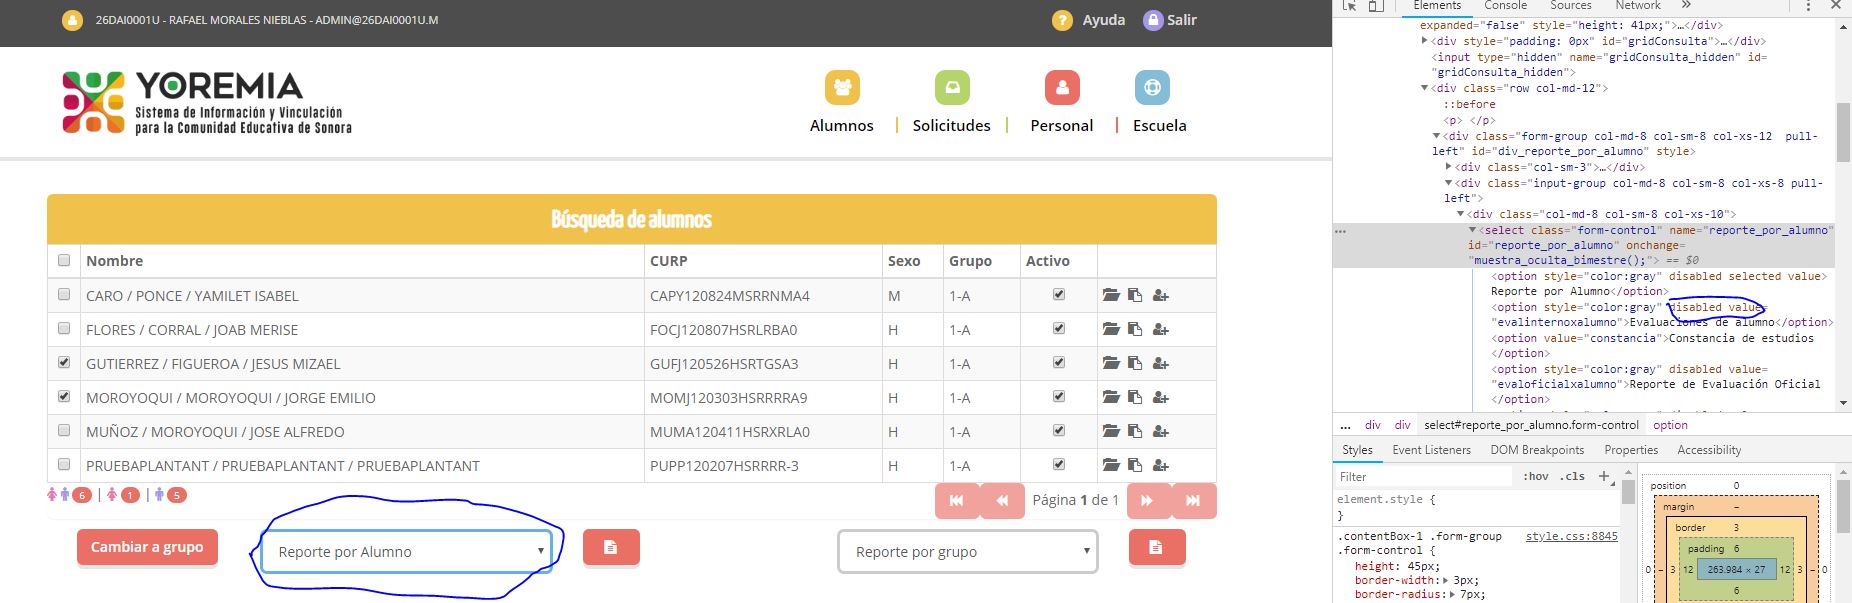 26DAI0001U - RAFAEL MORALES NIEBLAS - ADMIN@26DAI0001U.M
? Ayuda Salir
YOREMIA
Sistema de Información y Vinculación
para la Comunidad Educativa de Sonora
Alumnos | Solicitudes | Personal | Escuela
Búsqueda de alumnos
Nombre CURP Sexo Grupo Activo
CARO / PONCE / YAMILET ISABEL CAPY120824MSRRNMA4 M 1-A
FLORES / CORRAL / JOAB MERISE FOCJ120807HSRLRBA0 H 1-A
GUTIERREZ / FIGUEROA / JESUS MIZAEL GUFJ120526HSRTGSA3 H 1-A
MOROYOQUI / MOROYOQUI / JORGE EMILIO MOMJ120303HSRRRRA9 H 1-A
MUÑOZ / MOROYOQUI / JOSE ALFREDO MUMA120411HSRXRLA0 H 1-A
PRUEBAPLANTANT / PRUEBAPLANTANT / PRUEBAPLANTANT PUPP120207HSRRRR-3 H 1-A
6 | 1 | 5
Página 1 de 1
Cambiar a grupo
Reporte por Alumno
Reporte por grupo
Elements Console Sources Network »
expanded="false" style="height: 41px;">…</div>
<div style="padding: 0px" id="gridConsulta">…</div>
<input type="hidden" name="gridConsulta_hidden" id=
"gridConsulta_hidden">
<div class="row col-md-12">
::before
<p> </p>
<div class="form-group col-md-8 col-sm-8 col-xs-12  pull-
left" id="div_reporte_por_alumno" style>
<div class="col-sm-3">…</div>
<div class="input-group col-md-8 col-sm-8 col-xs-8 pull-
left">
<div class="col-md-8 col-sm-8 col-xs-10">
… <select class="form-control" name="reporte_por_alumno"
id="reporte_por_alumno" onchange=
"muestra_oculta_bimestre();"> == $0
<option style="color:gray" disabled selected value>
Reporte por Alumno</option>
<option style="color:gray" disabled value=
"evalinternoxalumno">Evaluaciones de alumno</option>
<option value="constancia">Constancia de estudios
</option>
<option style="color:gray" disabled value=
"evaloficialxalumno">Reporte de Evaluación Oficial
</option>
… div div select#reporte_por_alumno.form-control option
Styles Event Listeners DOM Breakpoints Properties Accessibility
Filter :hov .cls +
element.style {
}
.contentBox-1 .form-group style.css:8845
.form-control {
height: 45px;
border-width: 3px;
border-radius: 7px;
position 0
margin –
border 3
padding 6
0 – 3 12 263.984 × 27 12 3 – 0
6